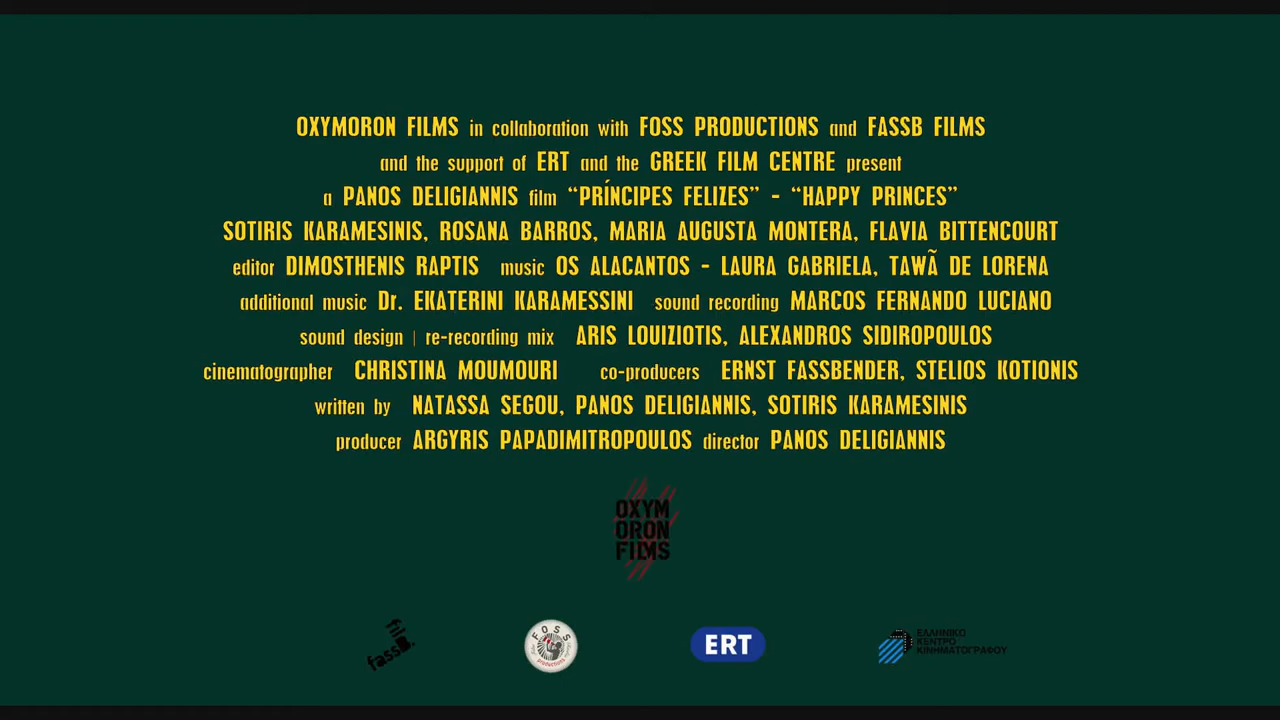 OXYMORON FILMS in collaboration with FOSS PRODUCTIONS and FASSB FILMS
and the support of ERT and the GREEK FILM CENTRE present
a PANOS DELIGIANNIS film “PRÍNCIPES FELIZES” - “HAPPY PRINCES”
SOTIRIS KARAMESINIS, ROSANA BARROS, MARIA AUGUSTA MONTERA, FLAVIA BITTENCOURT
editor DIMOSTHENIS RAPTIS music OS ALACANTOS - LAURA GABRIELA, TAWÃ DE LORENA
additional music Dr. EKATERINI KARAMESSINI sound recording MARCOS FERNANDO LUCIANO
sound design | re-recording mix ARIS LOUIZIOTIS, ALEXANDROS SIDIROPOULOS
cinematographer CHRISTINA MOUMOURI co-producers ERNST FASSBENDER, STELIOS KOTIONIS
written by NATASSA SEGOU, PANOS DELIGIANNIS, SOTIRIS KARAMESINIS
producer ARGYRIS PAPADIMITROPOULOS director PANOS DELIGIANNIS
OXYM
ORON
FILMS
fassB.
FOSS
productions
ERT
ΕΛΛΗΝΙΚΟ
ΚΕΝΤΡΟ
ΚΙΝΗΜΑΤΟΓΡΑΦΟΥ